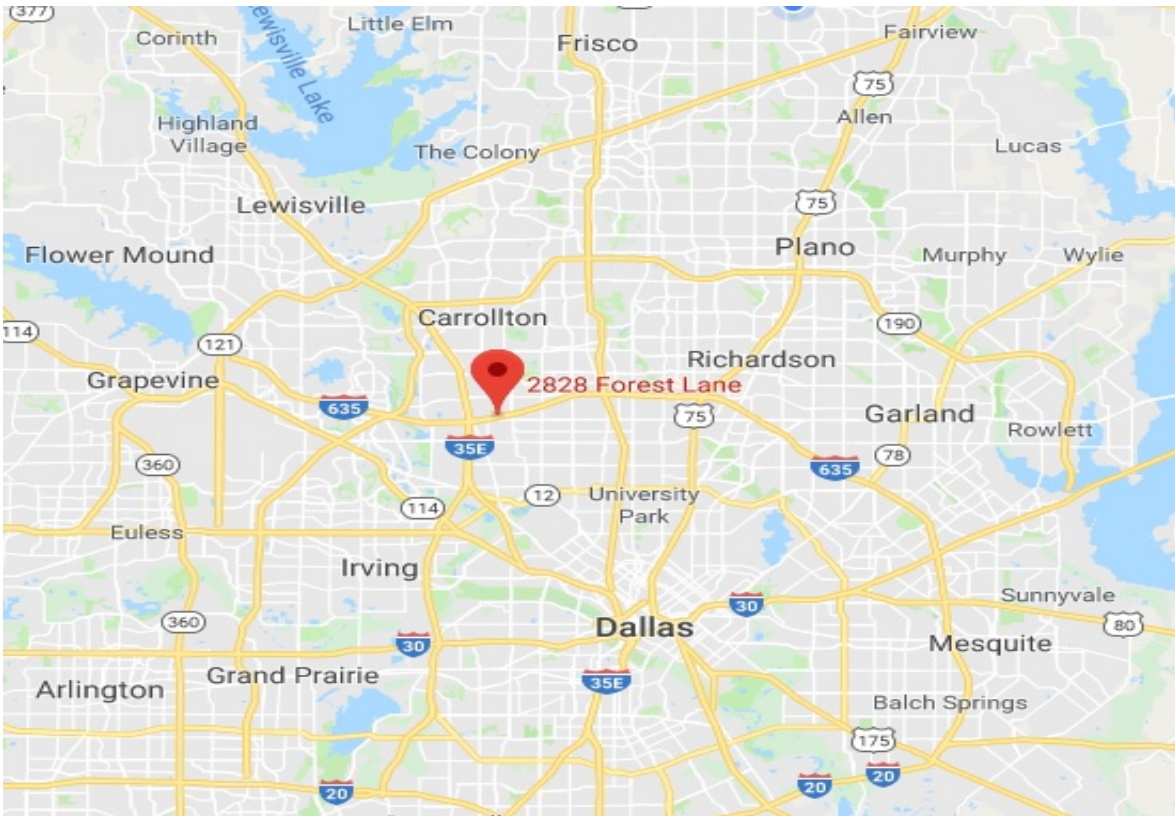 377
Corinth
Little Elm
Frisco
Fairview
Lewisville Lake
75
Allen
Highland
Village
The Colony
Lucas
Lewisville
75
Flower Mound
Plano
Murphy
Wylie
114
121
Carrollton
190
Grapevine
Richardson
2828 Forest Lane
635
75
Garland
Rowlett
35E
360
78
635
114
12
University
Park
Euless
Irving
30
Sunnyvale
360
Dallas
80
30
Mesquite
Grand Prairie
35E
Arlington
Balch Springs
175
20
20
20